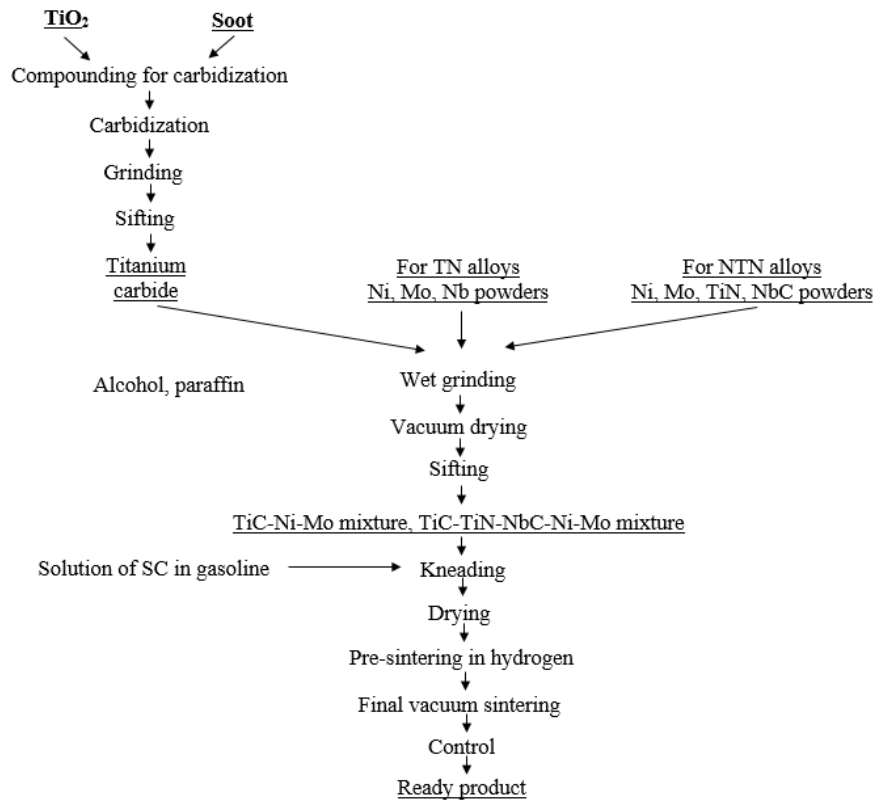 TiO₂
Soot
Compounding for carbidization
Carbidization
Grinding
Sifting
Titanium
carbide
For TN alloys
Ni, Mo, Nb powders
For NTN alloys
Ni, Mo, TiN, NbC powders
Alcohol, paraffin
Wet grinding
Vacuum drying
Sifting
TiC-Ni-Mo mixture, TiC-TiN-NbC-Ni-Mo mixture
Solution of SC in gasoline
Kneading
Drying
Pre-sintering in hydrogen
Final vacuum sintering
Control
Ready product